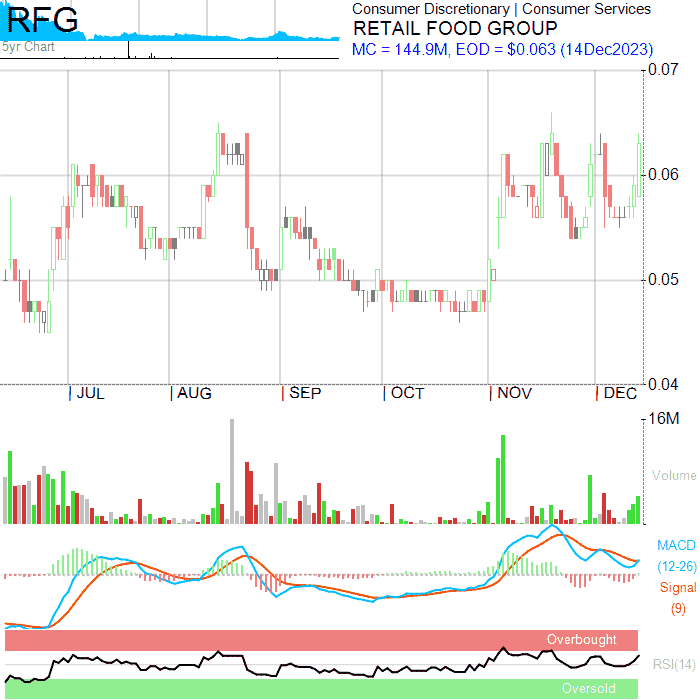 RFG
5yr Chart
Consumer Discretionary | Consumer Services
RETAIL FOOD GROUP
MC = 144.9M, EOD = $0.063 (14Dec2023)
0.07
0.06
0.05
0.04
JUL
AUG
SEP
OCT
NOV
DEC
16M
Volume
MACD
(12-26)
Signal
(9)
Overbought
RSI(14)
Oversold